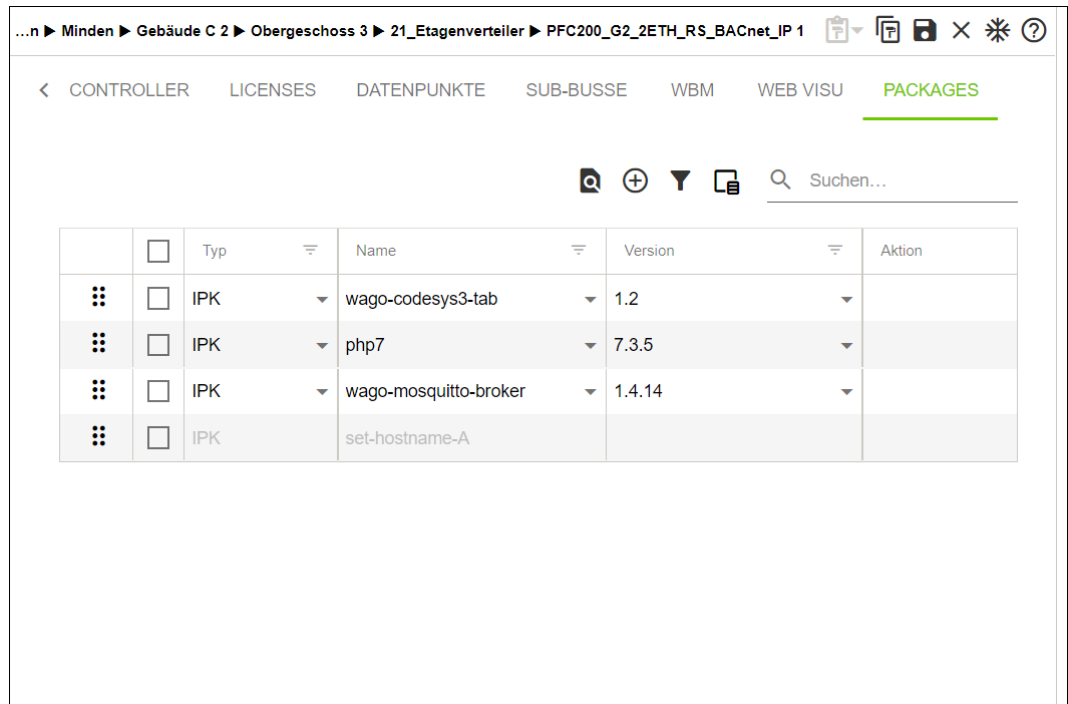 ...n ▶ Minden ▶ Gebäude C 2 ▶ Obergeschoss 3 ▶ 21_Etagenverteiler ▶ PFC200_G2_2ETH_RS_BACnet_IP 1
CONTROLLER LICENSES DATENPUNKTE SUB-BUSSE WBM WEB VISU PACKAGES
Suchen...
Typ Name Version Aktion
IPK wago-codesys3-tab 1.2
IPK php7 7.3.5
IPK wago-mosquitto-broker 1.4.14
IPK set-hostname-A